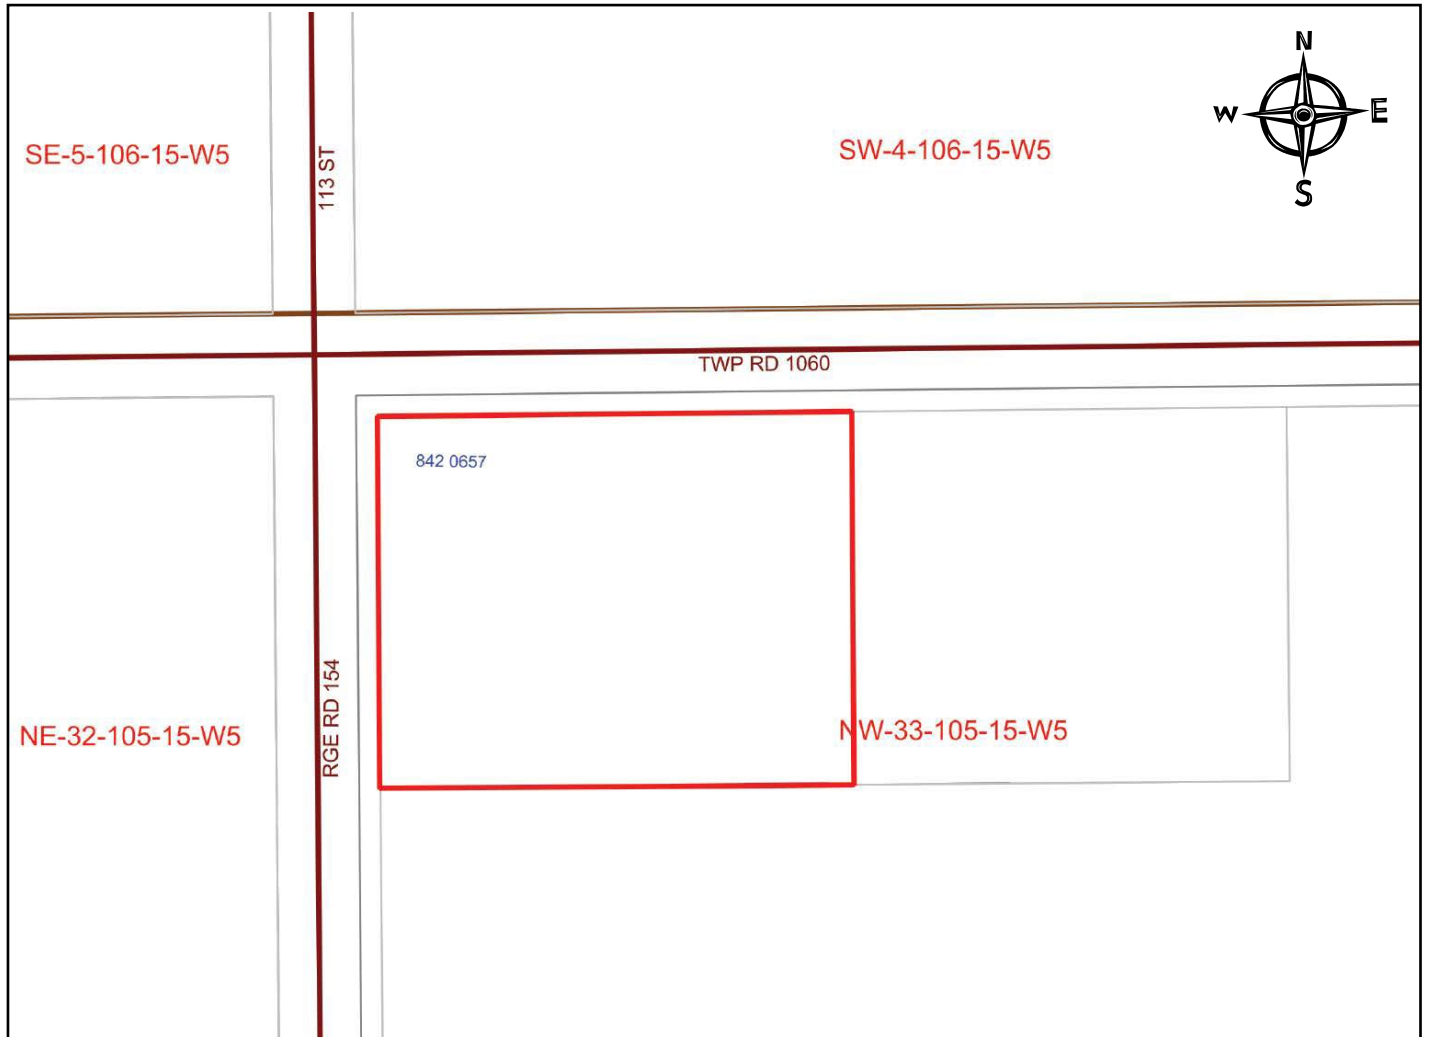 N
W
E
S
SE-5-106-15-W5
113 ST
SW-4-106-15-W5
TWP RD 1060
842 0657
RGE RD 154
NE-32-105-15-W5
NW-33-105-15-W5